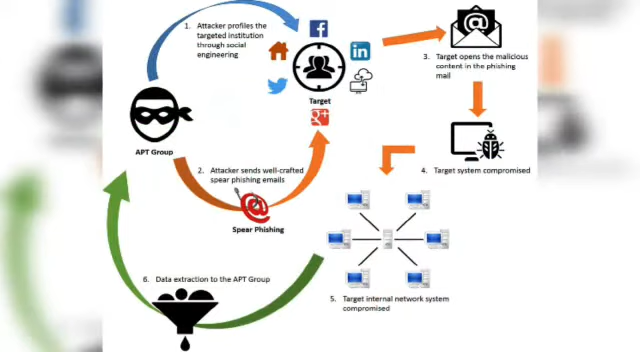 1. Attacker profiles the
targeted institution
through social
engineering
f
in
Target
g+
@
3. Target opens the malicious
content in the phishing
mail
APT Group
2. Attacker sends well-crafted
spear phishing emails
@
Spear Phishing
4. Target system compromised
6. Data extraction to the APT Group
5. Target internal network system
compromised